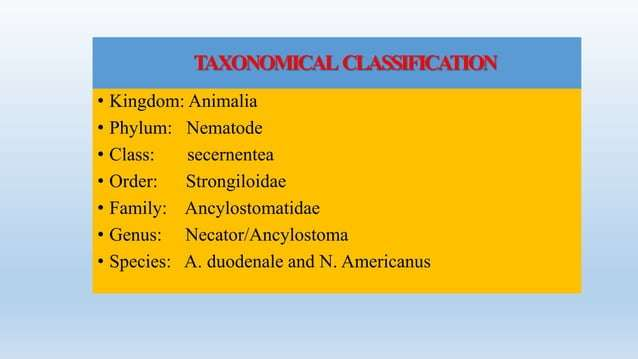 TAXONOMICAL CLASSIFICATION
• Kingdom: Animalia
• Phylum: Nematode
• Class: secernentea
• Order: Strongiloidae
• Family: Ancylostomatidae
• Genus: Necator/Ancylostoma
• Species: A. duodenale and N. Americanus